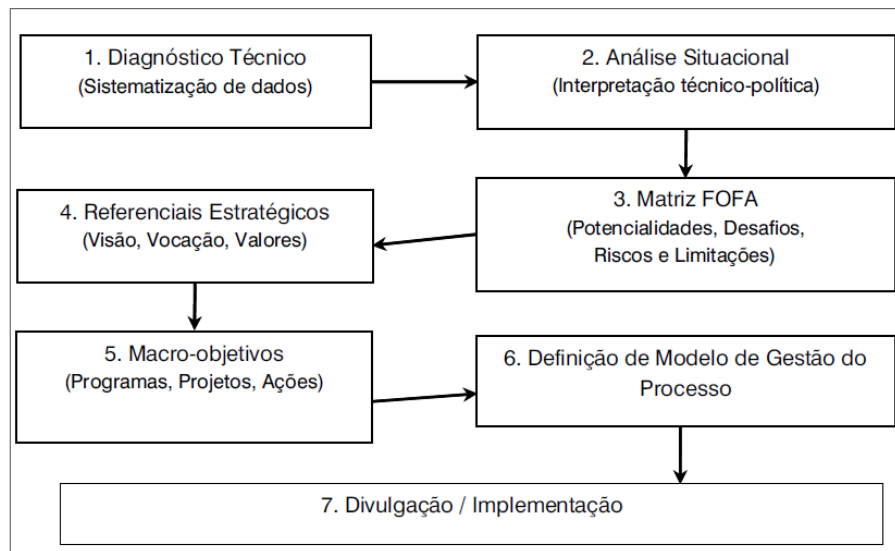 1. Diagnóstico Técnico
(Sistematização de dados)
2. Análise Situacional
(Interpretação técnico-política)
3. Matriz FOFA
(Potencialidades, Desafios,
Riscos e Limitações)
4. Referenciais Estratégicos
(Visão, Vocação, Valores)
5. Macro-objetivos
(Programas, Projetos, Ações)
6. Definição de Modelo de Gestão do
Processo
7. Divulgação / Implementação